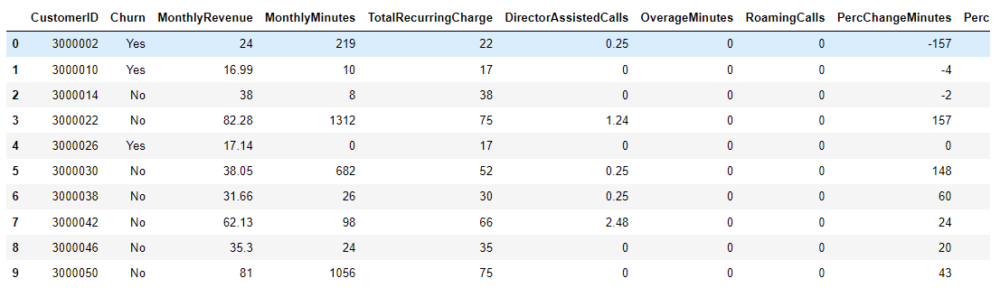 CustomerID Churn MonthlyRevenue MonthlyMinutes TotalRecurringCharge DirectorAssistedCalls OverageMinutes RoamingCalls PercChangeMinutes Perc
0 3000002 Yes 24 219 22 0.25 0 0 -157
1 3000010 Yes 16.99 10 17 0 0 0 -4
2 3000014 No 38 8 38 0 0 0 -2
3 3000022 No 82.28 1312 75 1.24 0 0 157
4 3000026 Yes 17.14 0 17 0 0 0 0
5 3000030 No 38.05 682 52 0.25 0 0 148
6 3000038 No 31.66 26 30 0.25 0 0 60
7 3000042 No 62.13 98 66 2.48 0 0 24
8 3000046 No 35.3 24 35 0 0 0 20
9 3000050 No 81 1056 75 0 0 0 43